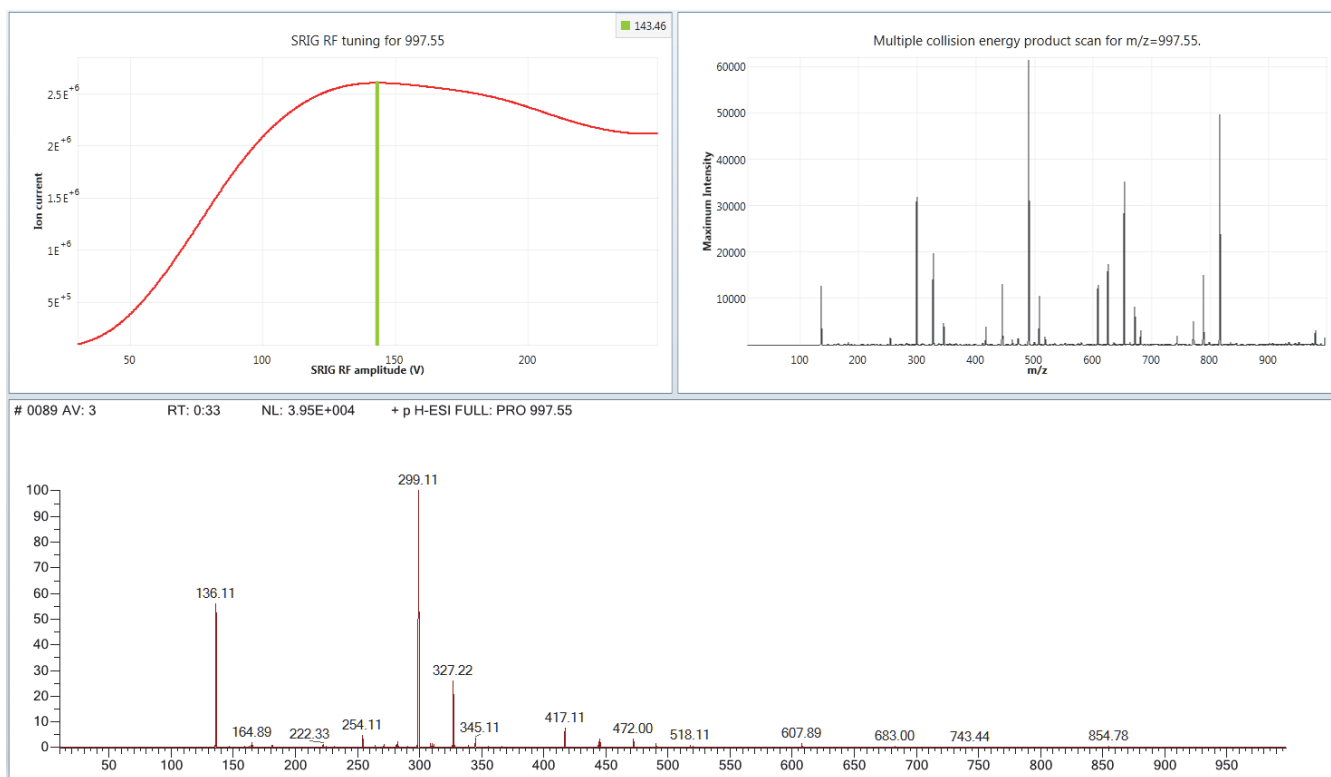 143.46
SRIG RF tuning for 997.55
2.5E+6
2E+6
1.5E+6
1E+6
5E+5
Ion current
50 100 150 200
SRIG RF amplitude (V)
Multiple collision energy product scan for m/z=997.55.
60000
50000
40000
30000
20000
10000
Maximum Intensity
100 200 300 400 500 600 700 800 900
m/z
# 0089 AV: 3 RT: 0:33 NL: 3.95E+004 + p H-ESI FULL: PRO 997.55
100
90
80
70
60
50
40
30
20
10
0
299.11
136.11
327.22
164.89
222.33
254.11
345.11
417.11
472.00
518.11
607.89
683.00
743.44
854.78
50 100 150 200 250 300 350 400 450 500 550 600 650 700 750 800 850 900 950